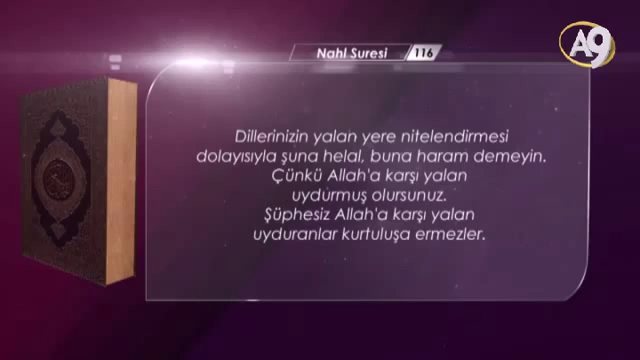 Nahl Suresi 116
A9
Dillerinizin yalan yere nitelendirmesi
dolayısıyla şuna helal, buna haram demeyin.
Çünkü Allah'a karşı yalan
uydurmuş olursunuz.
Şüphesiz Allah'a karşı yalan
uyduranlar kurtuluşa ermezler.